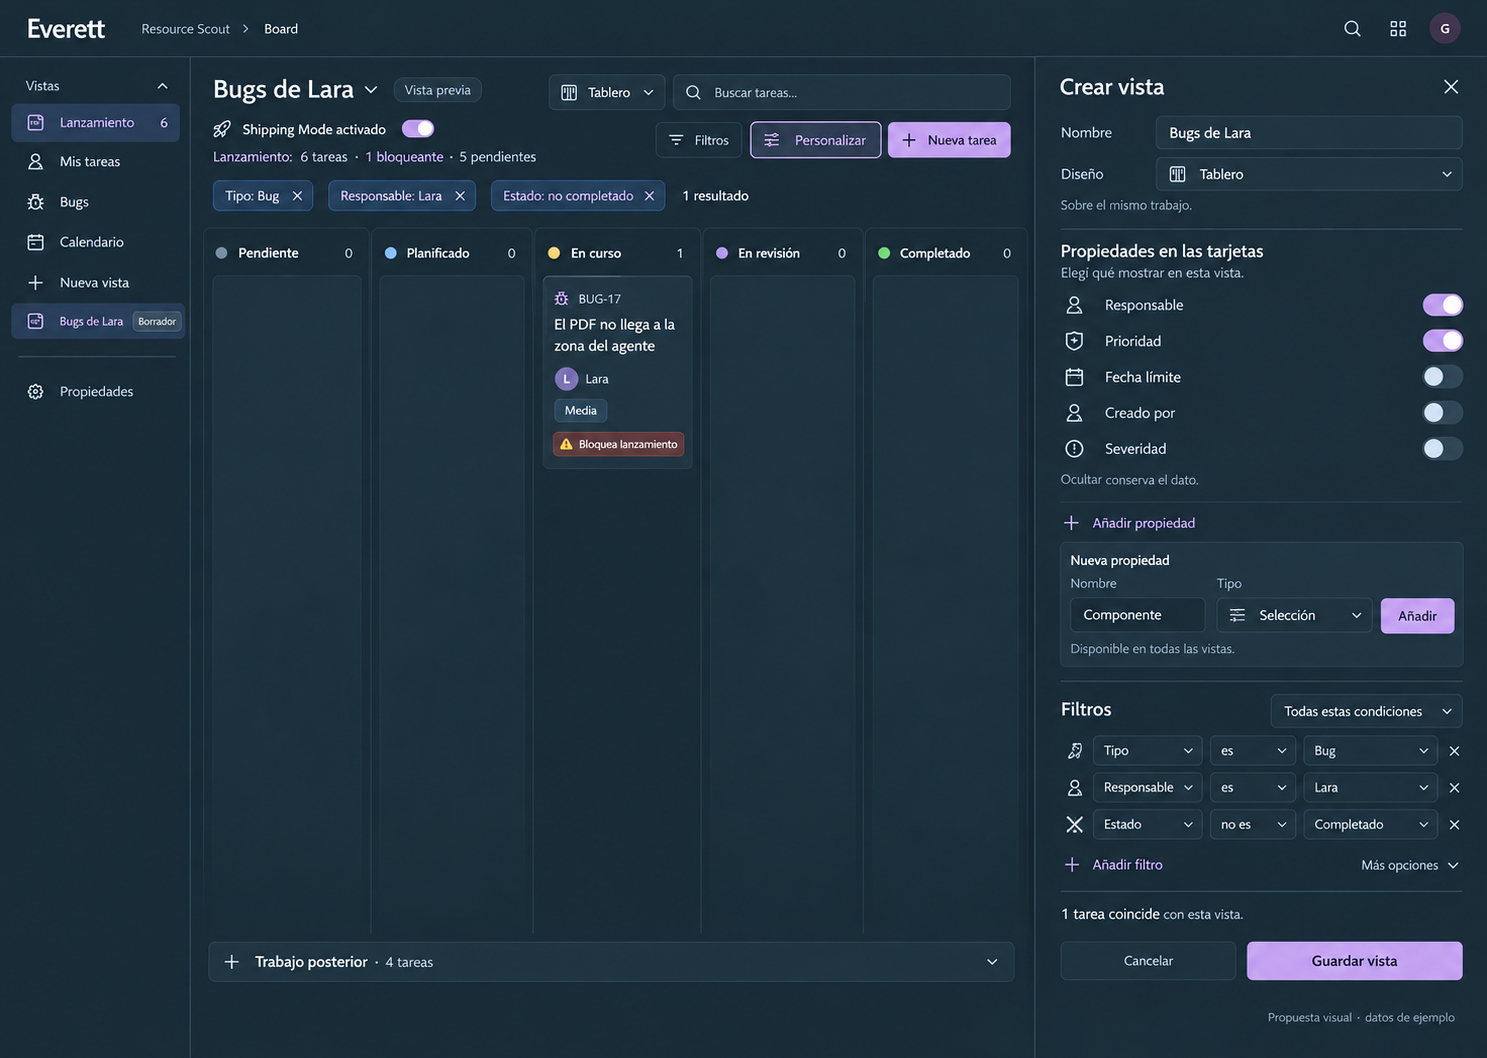 Everett
Resource Scout > Board
G
Vistas
Lanzamiento 6
Mis tareas
Bugs
Calendario
Nueva vista
Bugs de Lara Borrador
Propiedades
Bugs de Lara Vista previa
Tablero
Buscar tareas...
Shipping Mode activado
Filtros
Personalizar
Nueva tarea
Lanzamiento: 6 tareas · 1 bloqueante · 5 pendientes
Tipo: Bug
Responsable: Lara
Estado: no completado
1 resultado
Pendiente 0
Planificado 0
En curso 1
En revisión 0
Completado 0
BUG-17
El PDF no llega a la
zona del agente
L Lara
Media
Bloquea lanzamiento
Trabajo posterior · 4 tareas
Crear vista
Nombre Bugs de Lara
Diseño Tablero
Sobre el mismo trabajo.
Propiedades en las tarjetas
Elegí qué mostrar en esta vista.
Responsable
Prioridad
Fecha límite
Creado por
Severidad
Ocultar conserva el dato.
Añadir propiedad
Nueva propiedad
Nombre Tipo
Componente Selección Añadir
Disponible en todas las vistas.
Filtros Todas estas condiciones
Tipo es Bug
Responsable es Lara
Estado no es Completado
Añadir filtro Más opciones
1 tarea coincide con esta vista.
Cancelar Guardar vista
Propuesta visual · datos de ejemplo